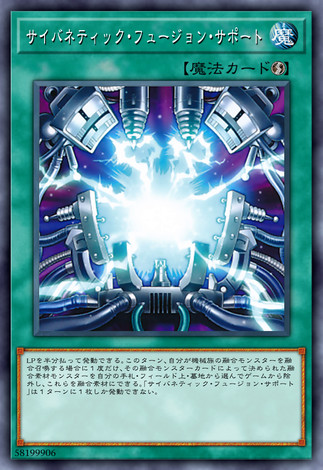 サイバネティック・フュージョン・サポート
魔
【魔法カード】
LPを半分払って発動できる。このターン、自分が機械族の融合モンスターを融
合召喚する場合に１度だけ、その融合モンスターカードによって決められた融
合素材モンスターを自分の手札・フィールド上・墓地から選んでゲームから除
外し、これらを融合素材にできる。「サイバネティック・フュージョン・サポート」
は１ターンに１枚しか発動できない。
58199906